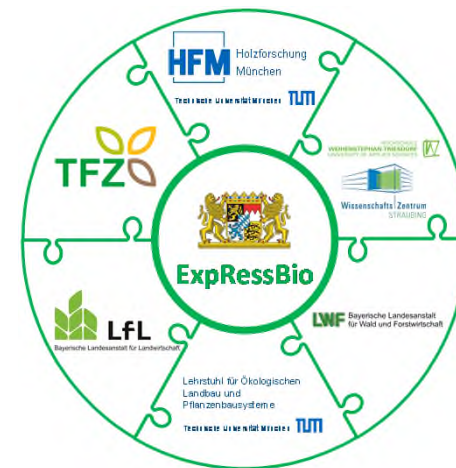 HFM Holzforschung
München
Technische Universität München TUM
TFZ
HOCHSCHULE
WEIHENSTEPHAN-TRIESDORF
UNIVERSITY OF APPLIED SCIENCES
Wissenschafts Zentrum
STRAUBING
ExpRessBio
LfL
Bayerische Landesanstalt für Landwirtschaft
LWF Bayerische Landesanstalt
für Wald und Forstwirtschaft
Lehrstuhl für Ökologischen
Landbau und
Pflanzenbausysteme
Technische Universität München TUM